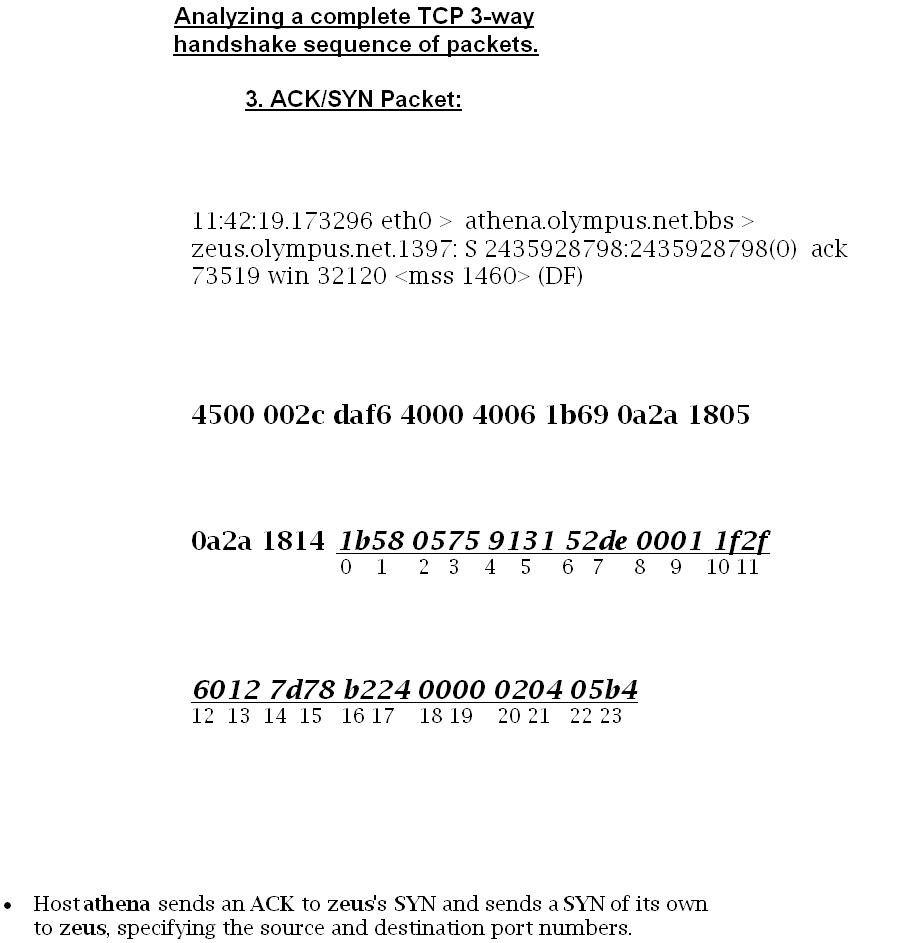 Analyzing a complete TCP 3-way
handshake sequence of packets.
3. ACK/SYN Packet:
11:42:19.173296 eth0 > athena.olympus.net.bbs >
zeus.olympus.net.1397: S 2435928798:2435928798(0) ack
73519 win 32120 <mss 1460> (DF)
4500 002c daf6 4000 4006 1b69 0a2a 1805
0a2a 1814 1b58 0575 9131 52de 0001 1f2f
0 1 2 3 4 5 6 7 8 9 10 11
6012 7d78 b224 0000 0204 05b4
12 13 14 15 16 17 18 19 20 21 22 23
• Host athena sends an ACK to zeus's SYN and sends a SYN of its own
to zeus, specifying the source and destination port numbers.